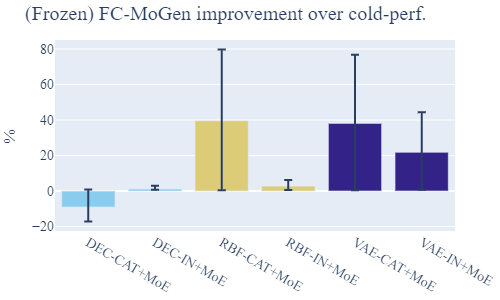 (Frozen) FC-MoGen improvement over cold-perf.
80
60
40
20
0
−20
%
DEC-CAT+MoE
DEC-IN+MoE
RBF-CAT+MoE
RBF-IN+MoE
VAE-CAT+MoE
VAE-IN+MoE